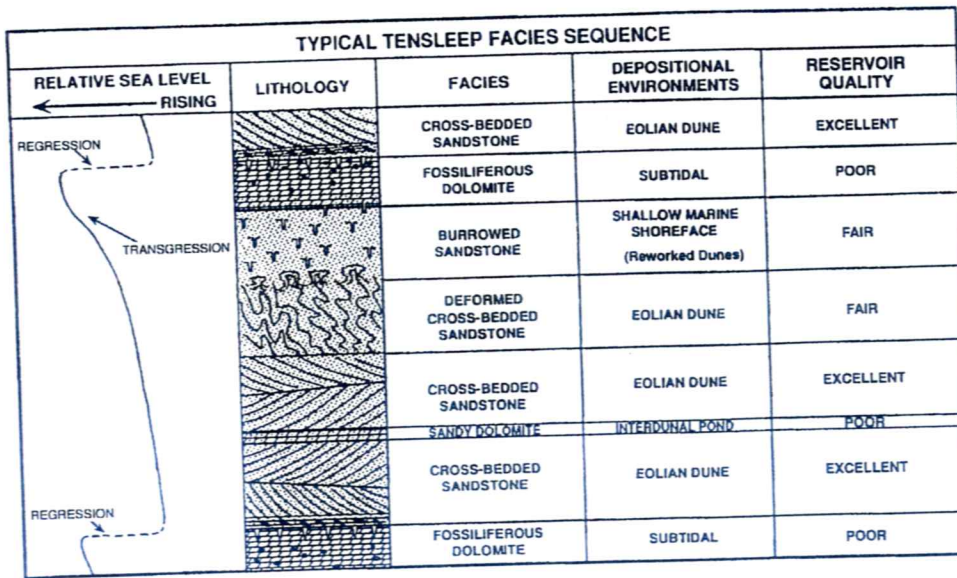 TYPICAL TENSLEEP FACIES SEQUENCE
RELATIVE SEA LEVEL
RISING
LITHOLOGY
FACIES
DEPOSITIONAL
ENVIRONMENTS
RESERVOIR
QUALITY
REGRESSION
TRANSGRESSION
REGRESSION
CROSS-BEDDED
SANDSTONE
EOLIAN DUNE
EXCELLENT
FOSSILIFEROUS
DOLOMITE
SUBTIDAL
POOR
BURROWED
SANDSTONE
SHALLOW MARINE
SHOREFACE
(Reworked Dunes)
FAIR
DEFORMED
CROSS-BEDDED
SANDSTONE
EOLIAN DUNE
FAIR
CROSS-BEDDED
SANDSTONE
EOLIAN DUNE
EXCELLENT
SANDY DOLOMITE
INTERDUNAL POND
POOR
CROSS-BEDDED
SANDSTONE
EOLIAN DUNE
EXCELLENT
FOSSILIFEROUS
DOLOMITE
SUBTIDAL
POOR